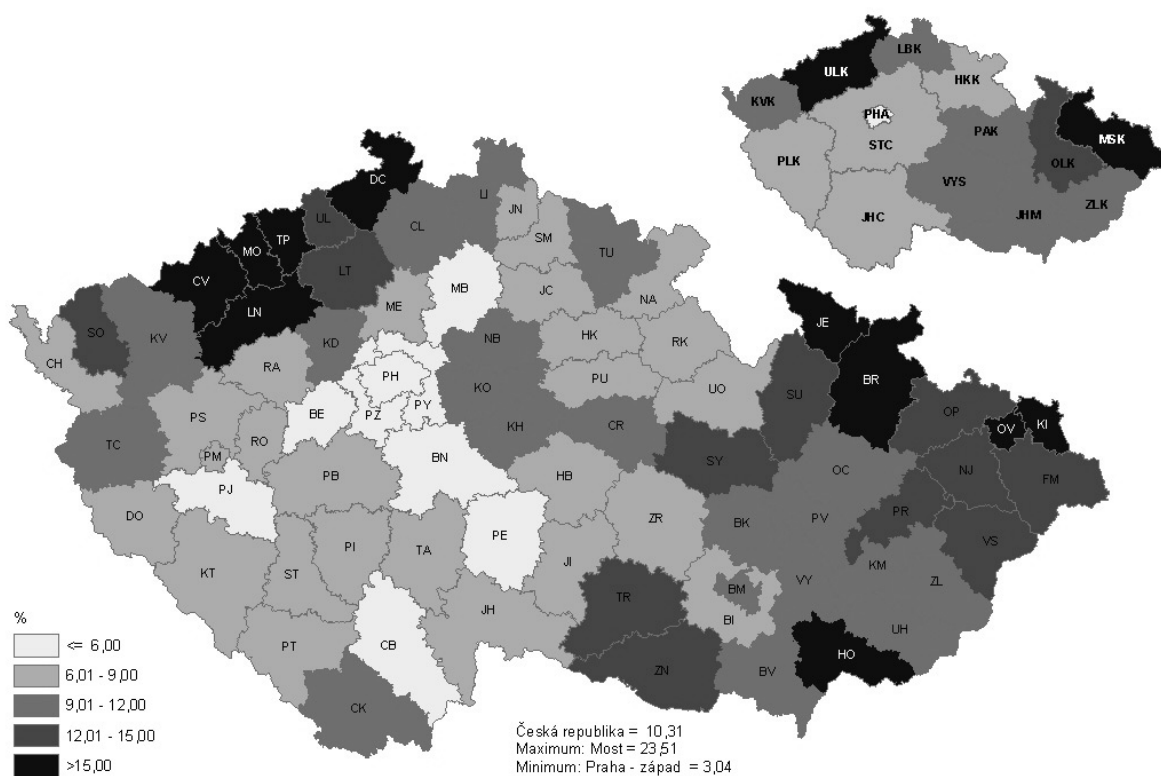 LBK
ULK
HKK
KVK
PHA
MSK
PAK
STC
OLK
PLK
VYS
ZLK
JHC
JHM
DC
LI
UL
JN
CL
TP
MO
SM
TU
LT
CV
MB
JC
ME
NA
LN
SO
KV
JE
KD
NB
HK
RK
CH
RA
PH
BR
PU
UO
SU
KO
BE
PZ
PY
OP
PS
KI
OV
KH
CR
RO
TC
PM
BN
SY
OC
NJ
FM
PB
HB
PJ
DO
PE
ZR
BK
PV
PR
VS
PI
TA
KT
ST
JI
KM
VY
ZL
BM
JH
TR
BI
UH
PT
CB
HO
ZN
BV
CK
%
<= 6,00
6,01 - 9,00
9,01 - 12,00
12,01 - 15,00
>15,00
Česká republika = 10,31
Maximum: Most = 23,51
Minimum: Praha - západ = 3,04